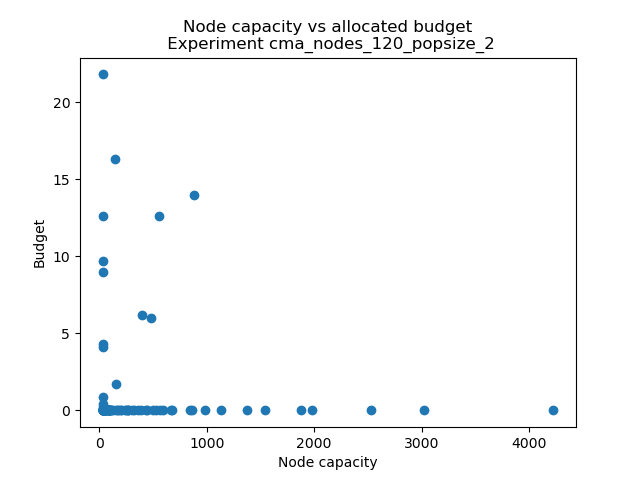 Node capacity vs allocated budget
Experiment cma_nodes_120_popsize_2
20
15
10
5
0
Budget
0 1000 2000 3000 4000
Node capacity